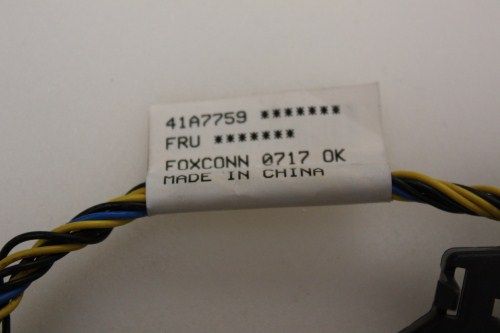 41A7759 *******
FRU *******
FOXCONN 0717 OK
MADE IN CHINA